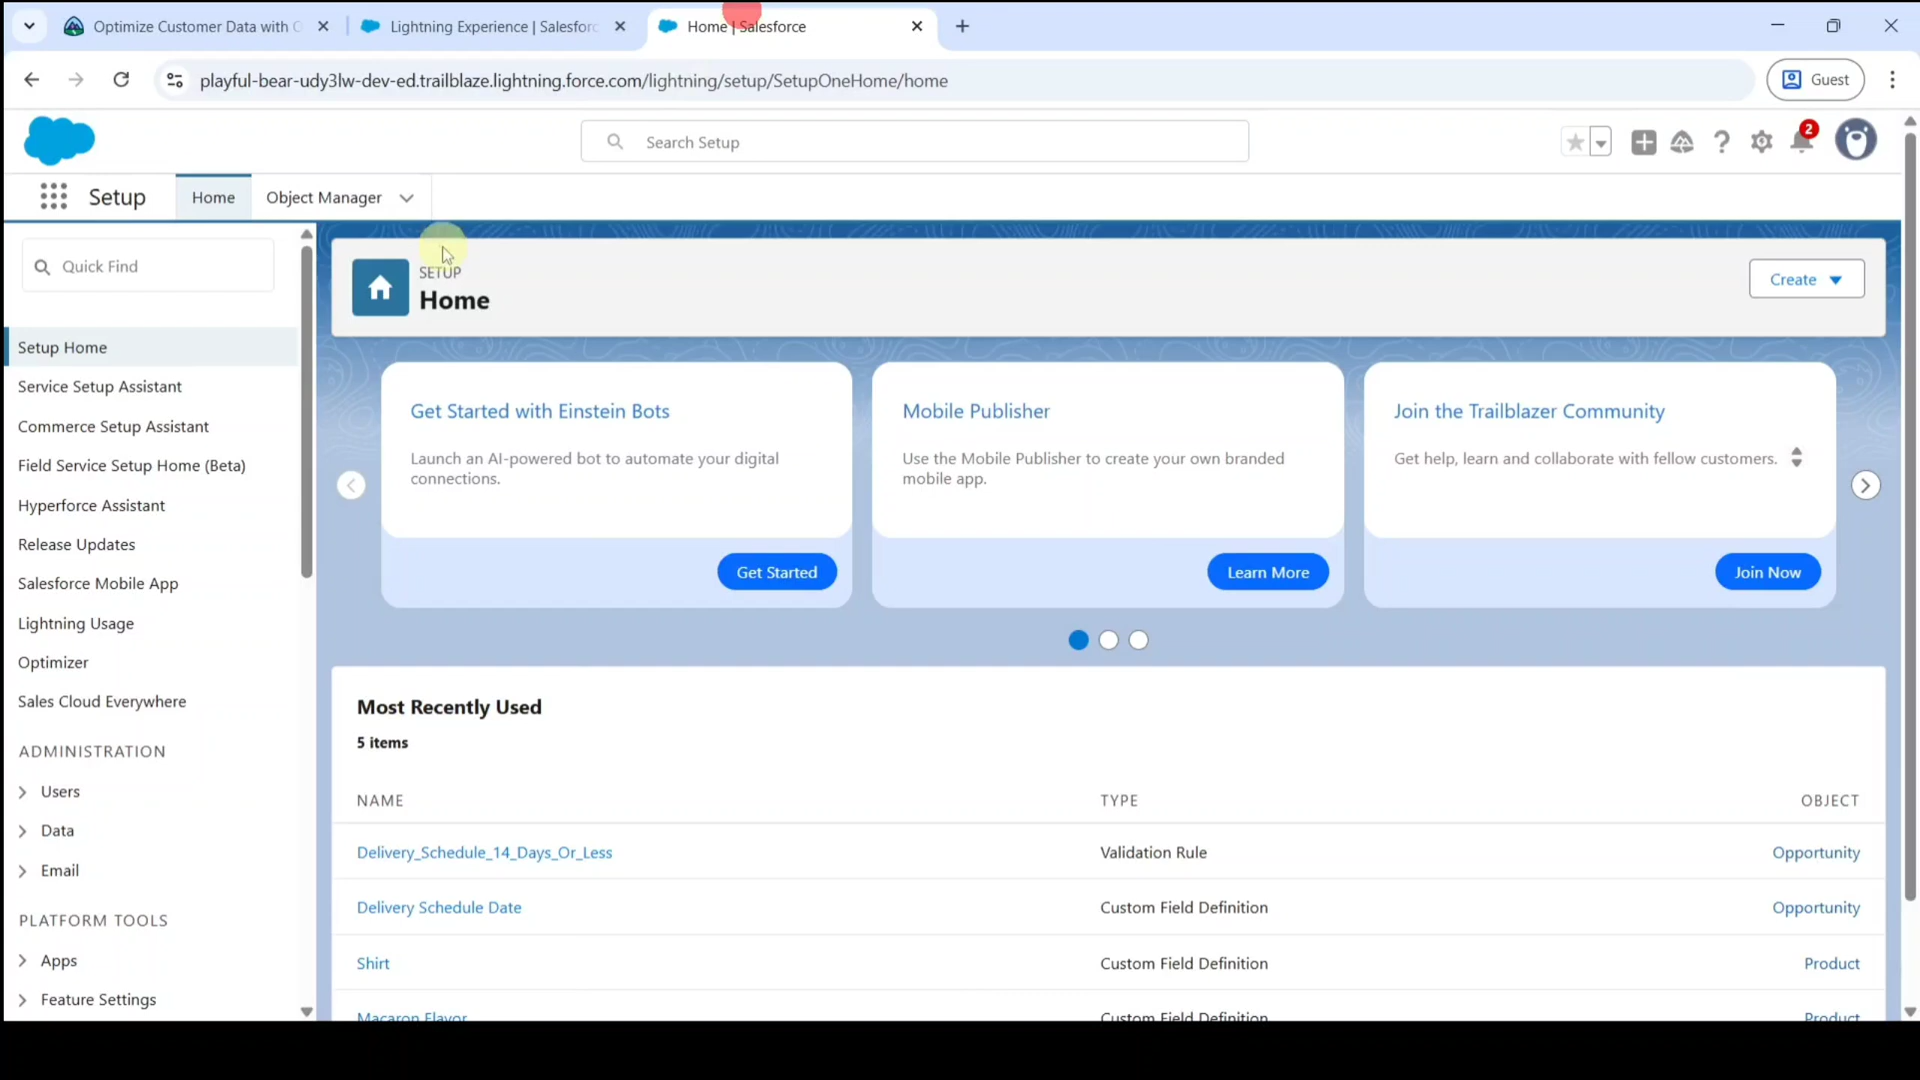 Optimize Customer Data with C
Lightning Experience | Salesforc
Home | Salesforce
playful-bear-udy3lw-dev-ed.trailblaze.lightning.force.com/lightning/setup/SetupOneHome/home
Guest
Search Setup
2
Setup
Home
Object Manager
Quick Find
SETUP
Home
Create
Setup Home
Service Setup Assistant
Commerce Setup Assistant
Field Service Setup Home (Beta)
Hyperforce Assistant
Release Updates
Salesforce Mobile App
Lightning Usage
Optimizer
Sales Cloud Everywhere
ADMINISTRATION
Users
Data
Email
PLATFORM TOOLS
Apps
Feature Settings
Get Started with Einstein Bots
Launch an AI-powered bot to automate your digital
connections.
Get Started
Mobile Publisher
Use the Mobile Publisher to create your own branded
mobile app.
Learn More
Join the Trailblazer Community
Get help, learn and collaborate with fellow customers.
Join Now
Most Recently Used
5 items
NAME TYPE OBJECT
Delivery_Schedule_14_Days_Or_Less Validation Rule Opportunity
Delivery Schedule Date Custom Field Definition Opportunity
Shirt Custom Field Definition Product
Macaron Flavor Custom Field Definition Product